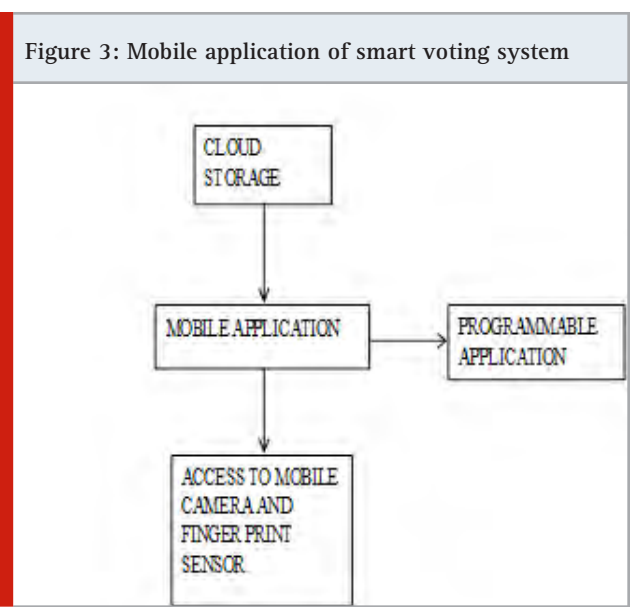 Figure 3: Mobile application of smart voting system
CLOUD
STORAGE
MOBILE APPLICATION
PROGRAMMABLE
APPLICATION
ACCESS TO MOBILE
CAMERA AND
FINGER PRINT
SENSOR